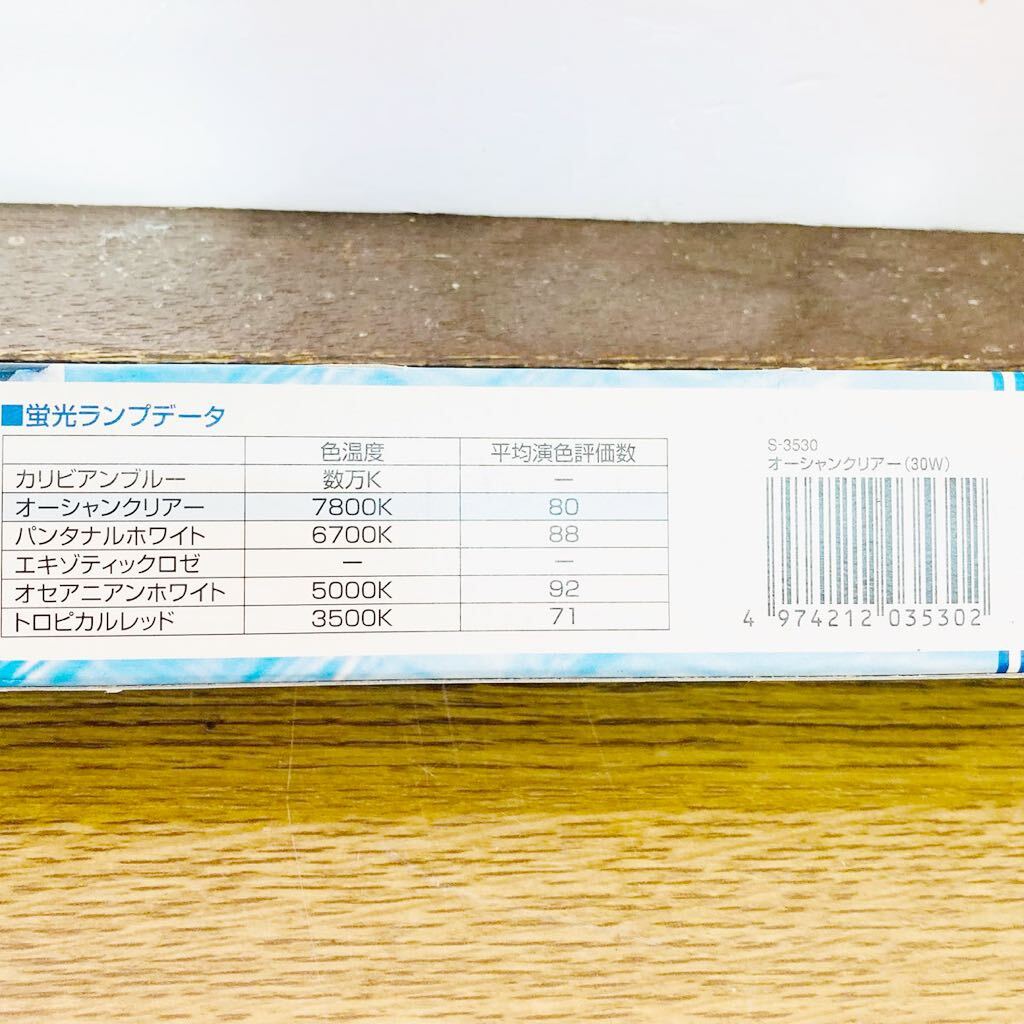 ■蛍光ランプデータ
色温度 平均演色評価数
カリビアンブルー 数万K —
オーシャンクリアー 7800K 80
パンタナルホワイト 6700K 88
エキゾティックロゼ — —
オセアニアンホワイト 5000K 92
トロピカルレッド 3500K 71
S-3530
オーシャンクリアー(30W)
4 974212 035302